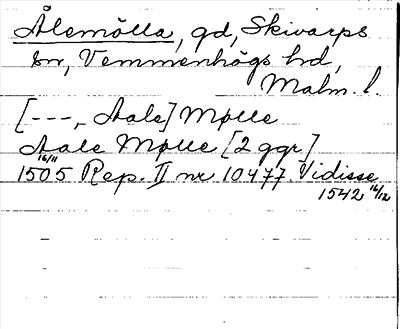 Ålemölla, gd, Skivarps
sn, Vemmenhögs hd,
Malm. l.
[---, Aale] Mølle
Aale Mølle [2 ggr]
1505 16/11 Rep. II nr 10477. Vidisse
1542 16/12